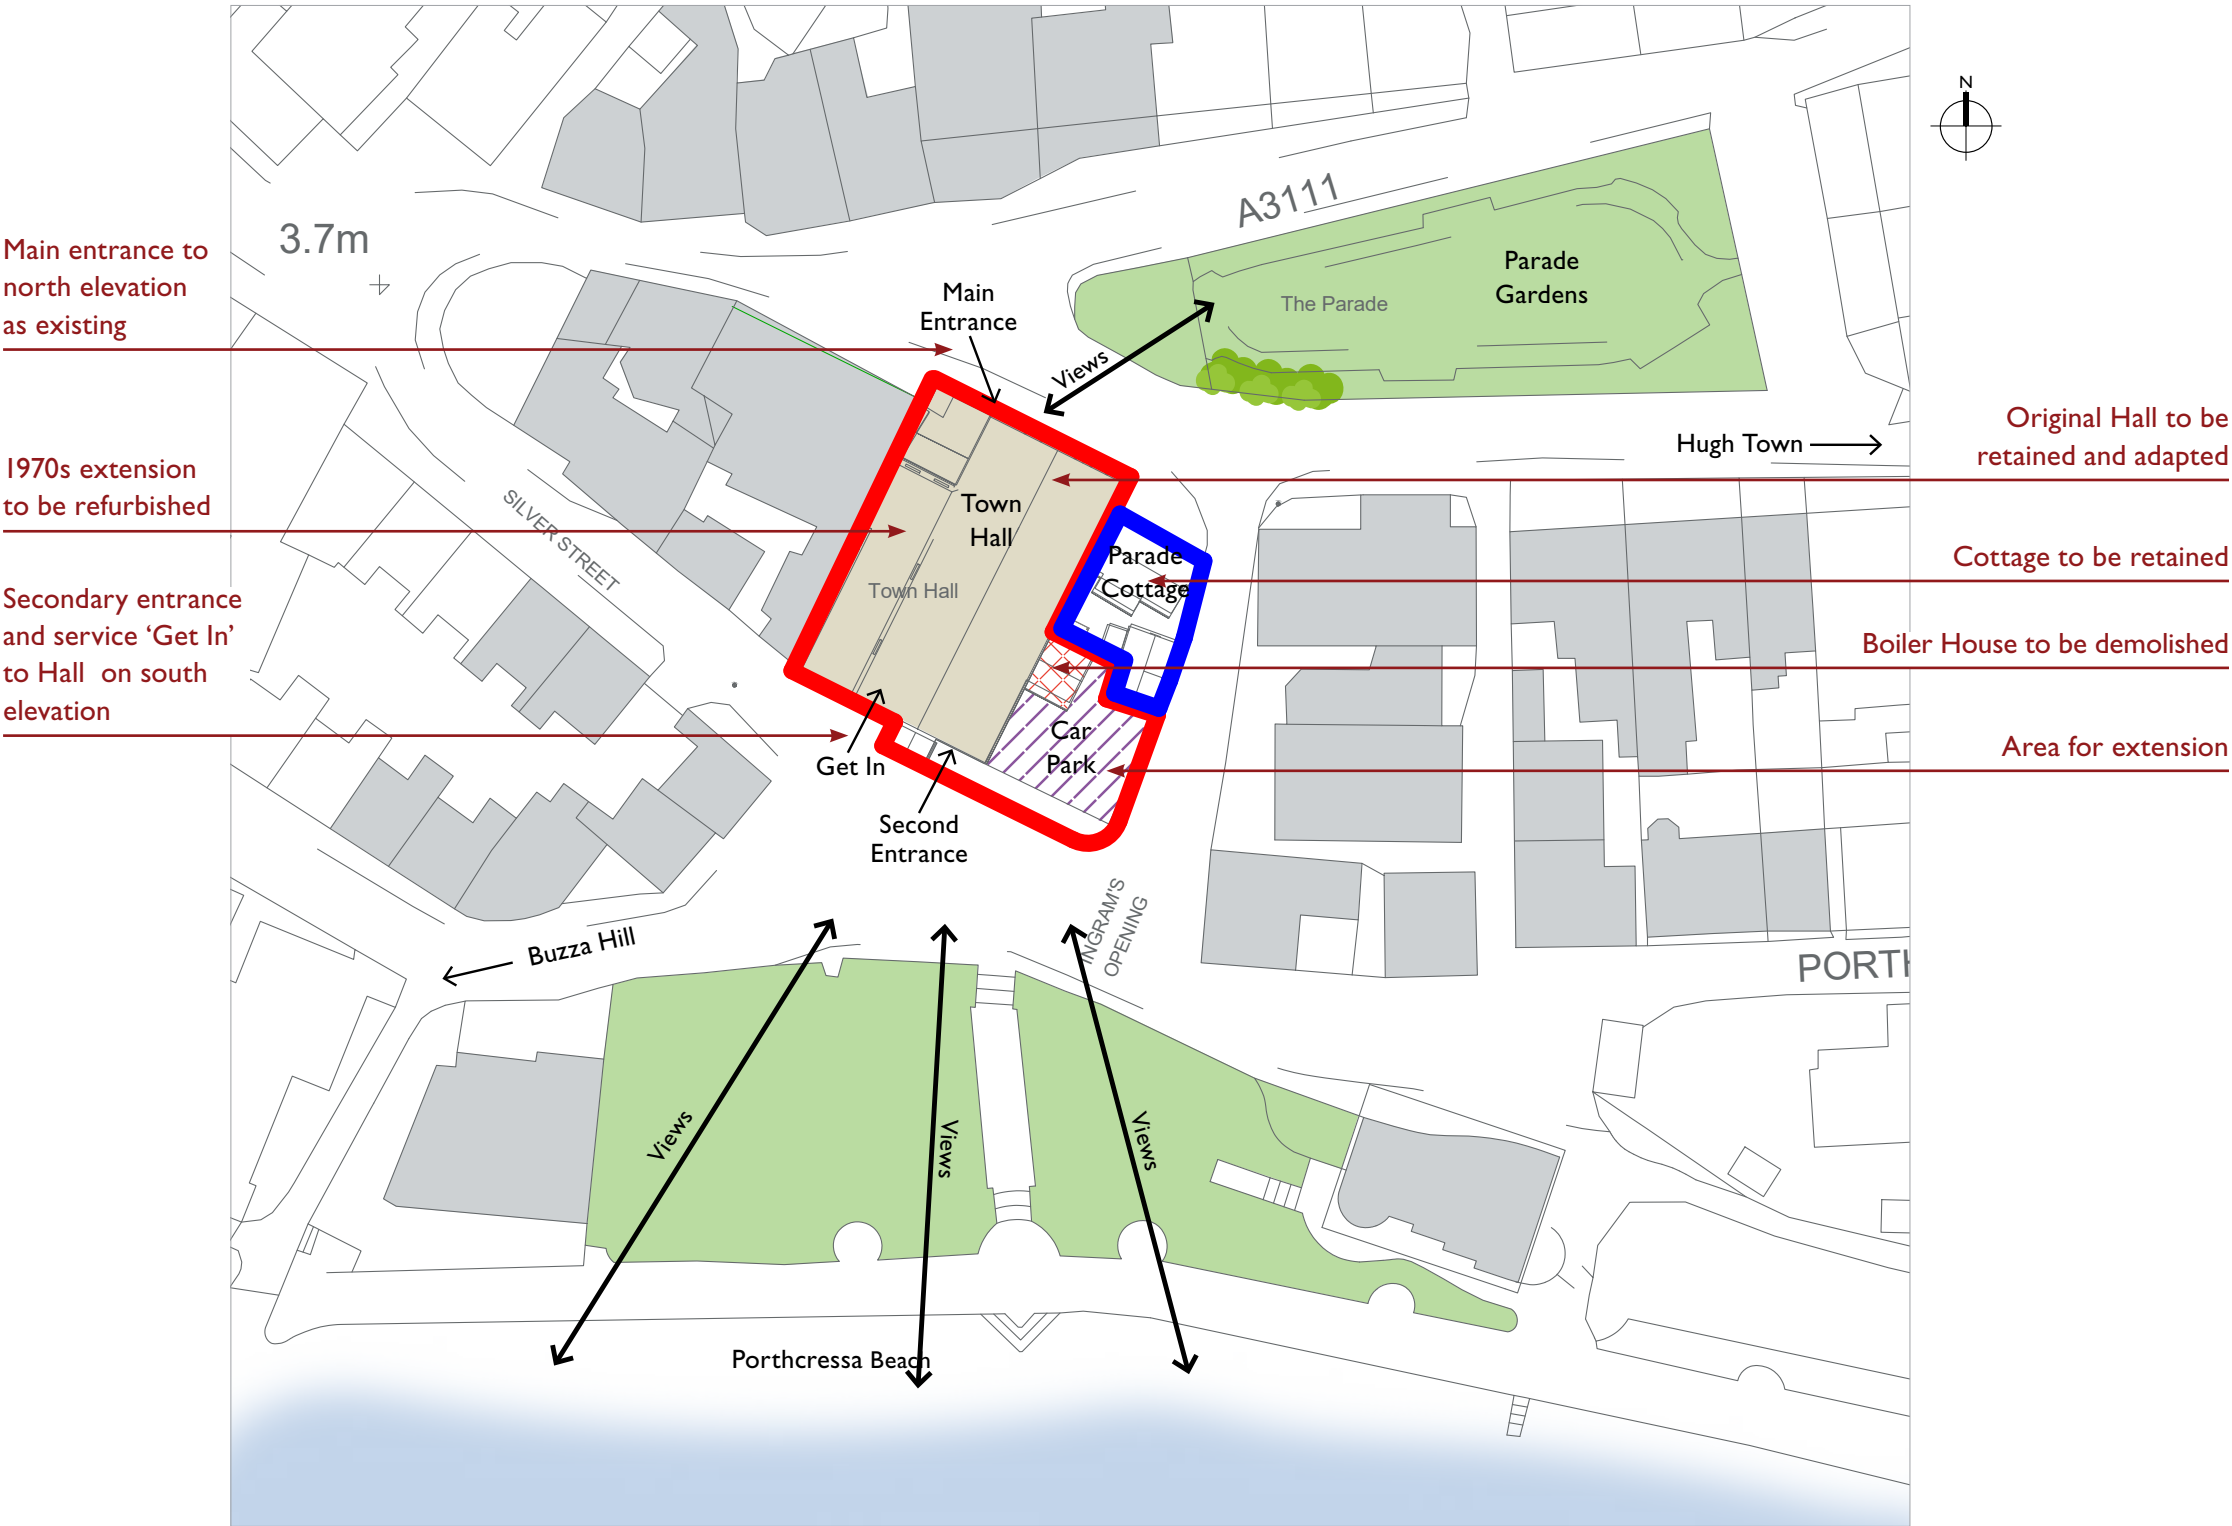 N
A3111
3.7m
Main entrance to
north elevation
as existing
Main
Entrance
Parade
Gardens
The Parade
Views
Original Hall to be
retained and adapted
Hugh Town
1970s extension
to be refurbished
SILVER STREET
Town
Hall
Town Hall
Parade
Cottage
Cottage to be retained
Secondary entrance
and service ‘Get In’
to Hall on south
elevation
Boiler House to be demolished
Car
Park
Area for extension
Get In
Second
Entrance
INGRAM'S
OPENING
Buzza Hill
PORTH
Views
Views
Views
Porthcressa Beach